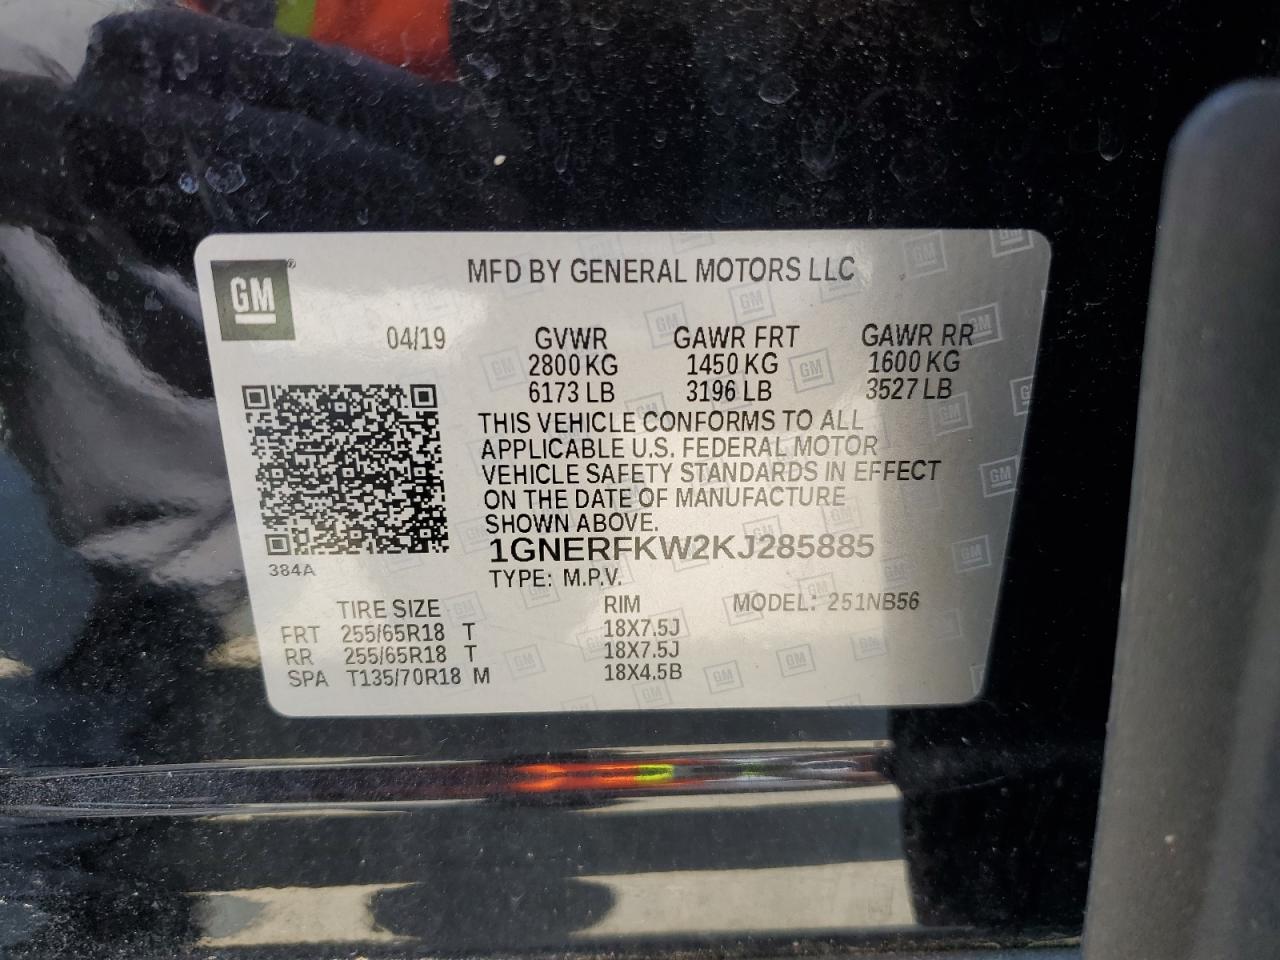 MFD BY GENERAL MOTORS LLC
GM®
04/19 GVWR GAWR FRT GAWR RR
2800 KG 1450 KG 1600 KG
6173 LB 3196 LB 3527 LB
THIS VEHICLE CONFORMS TO ALL
APPLICABLE U.S. FEDERAL MOTOR
VEHICLE SAFETY STANDARDS IN EFFECT
ON THE DATE OF MANUFACTURE
SHOWN ABOVE.
1GNERFKW2KJ285885
384A
TYPE: M.P.V.
TIRE SIZE RIM MODEL: 251NB56
FRT 255/65R18 T 18X7.5J
RR 255/65R18 T 18X7.5J
SPA T135/70R18 M 18X4.5B